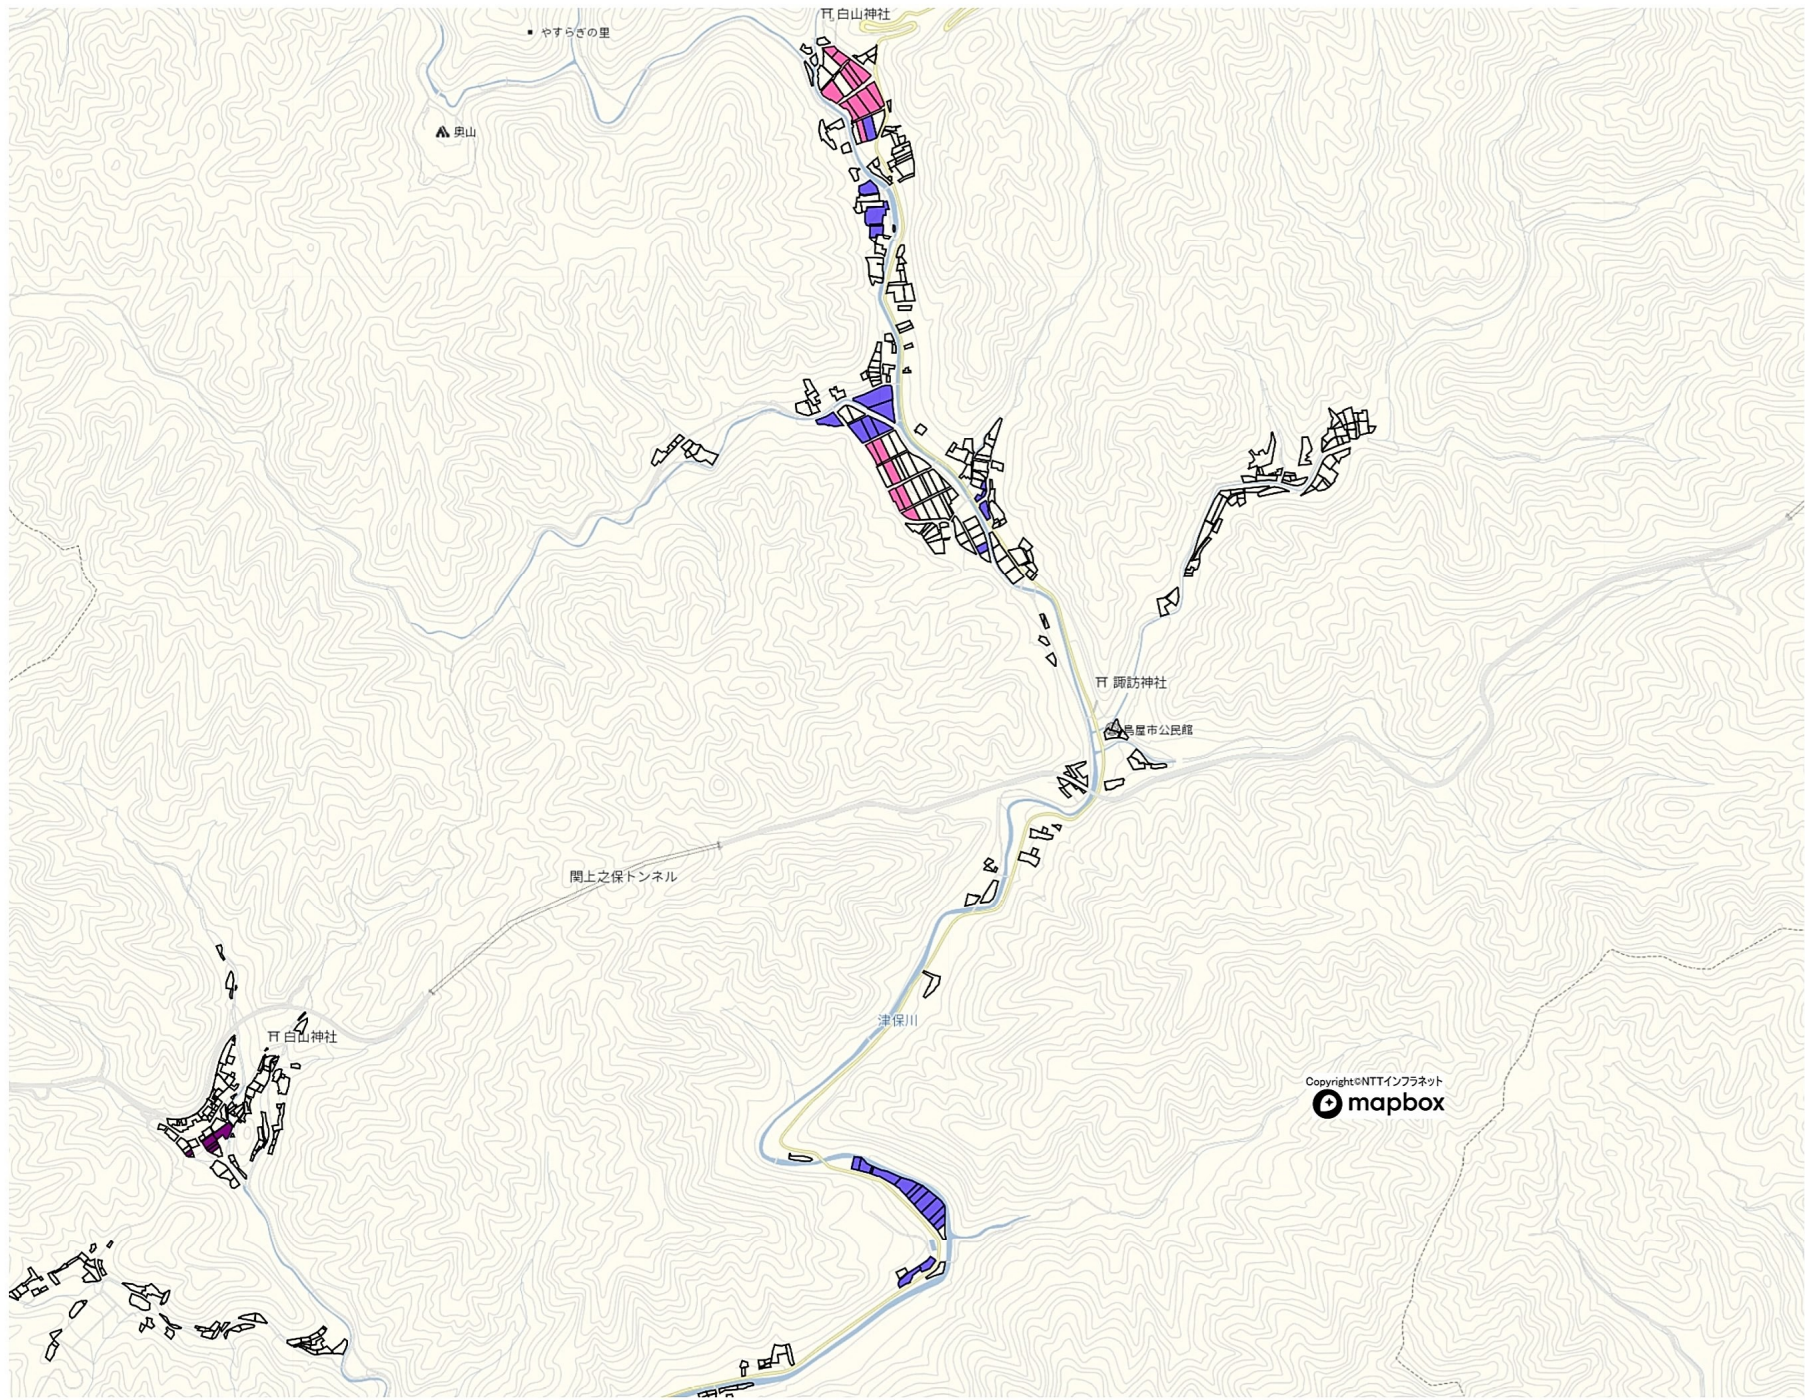 白山神社
やすらぎの里
奥山
諏訪神社
鳥屋市公民館
関上之保トンネル
津保川
白山神社
Copyright©NTTインフラネット
mapbox